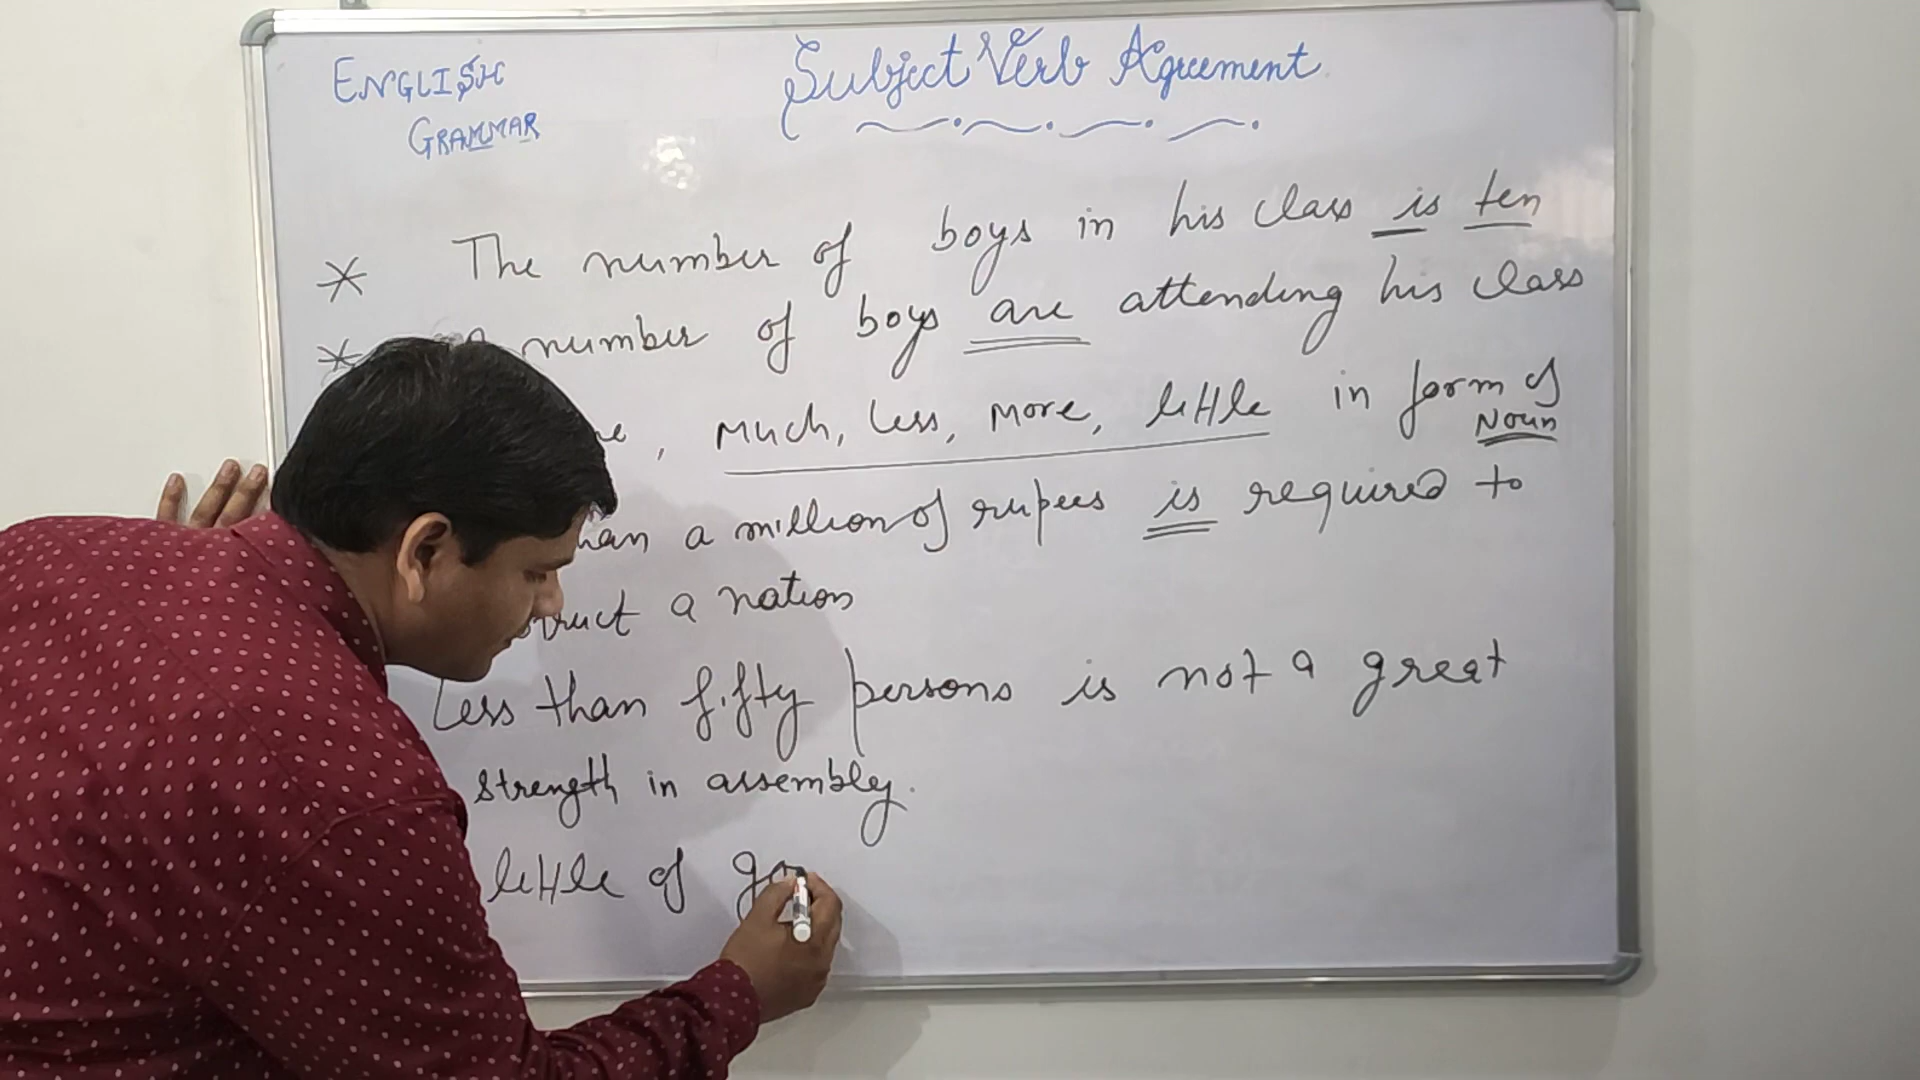 ENGLISH
GRAMMAR
Subject Verb Agreement
* The number of boys in his class is ten
* number of boys are attending his class
, Much, Less, More, little in form of
Noun
a million of rupees is required to
a nation
Less than fifty persons is not a great
strength in assembly.
little of